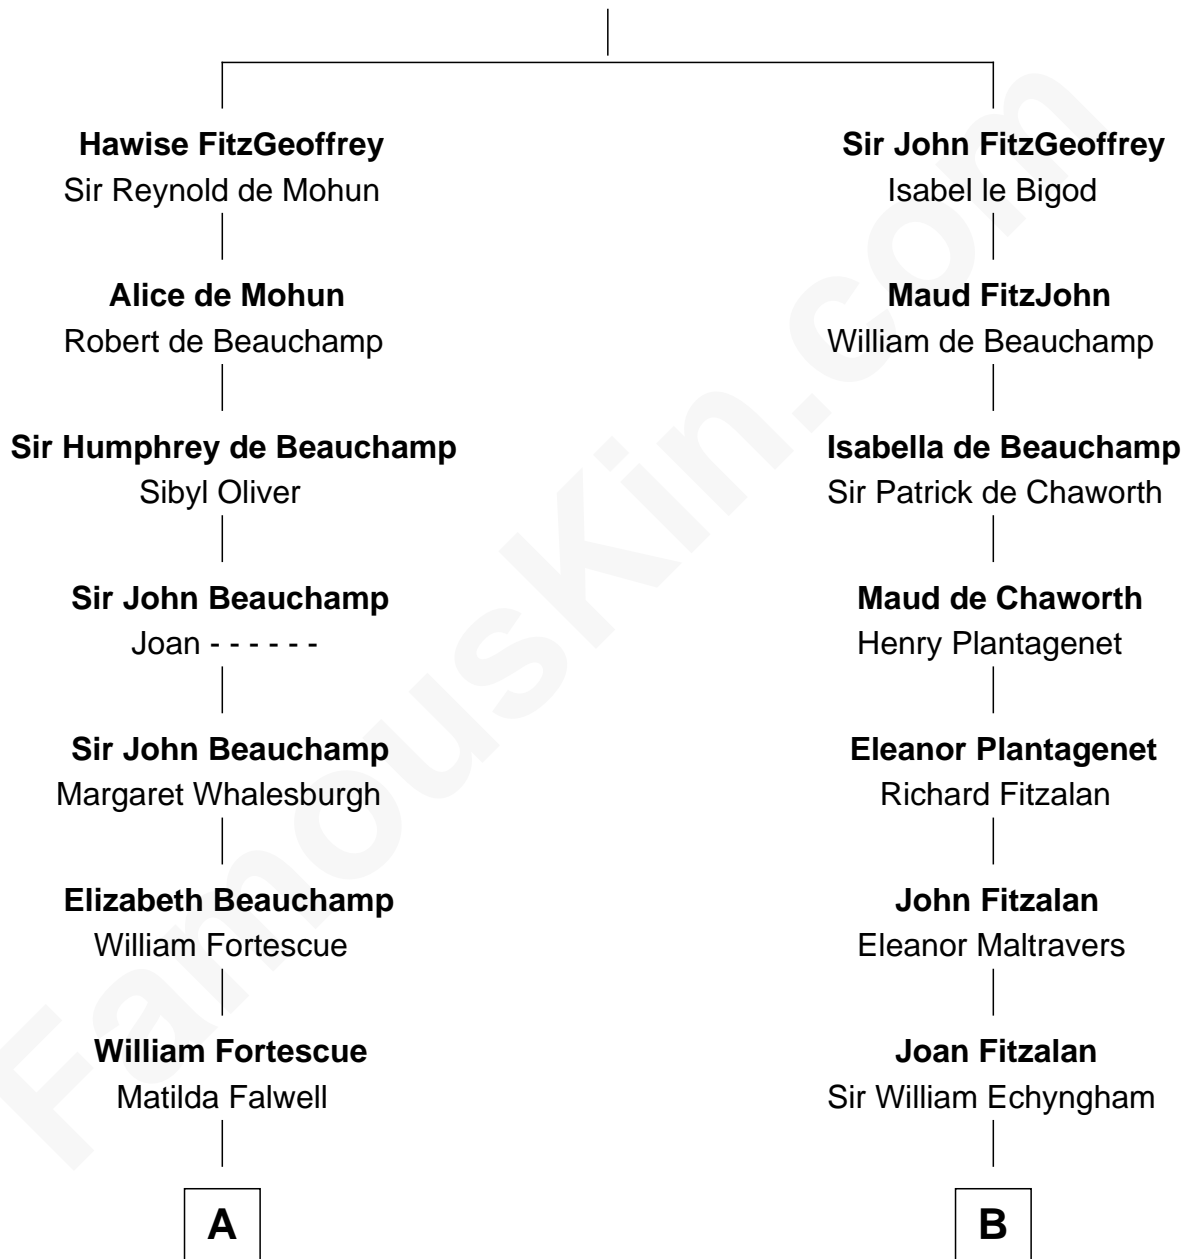 Hawise FitzGeoffrey
Sir Reynold de Mohun
Alice de Mohun
Robert de Beauchamp
Sir Humphrey de Beauchamp
Sibyl Oliver
Sir John Beauchamp
Joan - - - - - -
Sir John Beauchamp
Margaret Whalesburgh
Elizabeth Beauchamp
William Fortescue
William Fortescue
Matilda Falwell
A
Sir John FitzGeoffrey
Isabel le Bigod
Maud FitzJohn
William de Beauchamp
Isabella de Beauchamp
Sir Patrick de Chaworth
Maud de Chaworth
Henry Plantagenet
Eleanor Plantagenet
Richard Fitzalan
John Fitzalan
Eleanor Maltravers
Joan Fitzalan
Sir William Echyngham
B
FamousKin.com